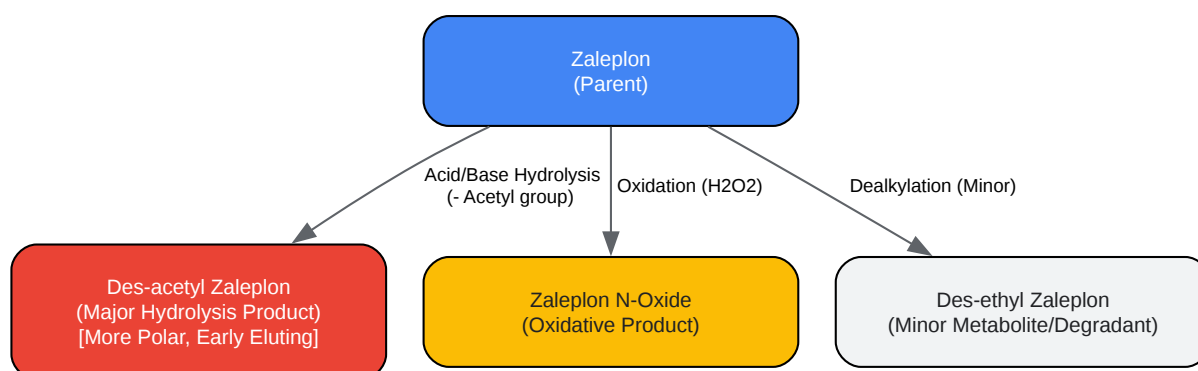 Zaleplon
(Parent)
Acid/Base Hydrolysis
(- Acetyl group)
Oxidation (H2O2)
Dealkylation (Minor)
Des-acetyl Zaleplon
(Major Hydrolysis Product)
[More Polar, Early Eluting]
Zaleplon N-Oxide
(Oxidative Product)
Des-ethyl Zaleplon
(Minor Metabolite/Degradant)